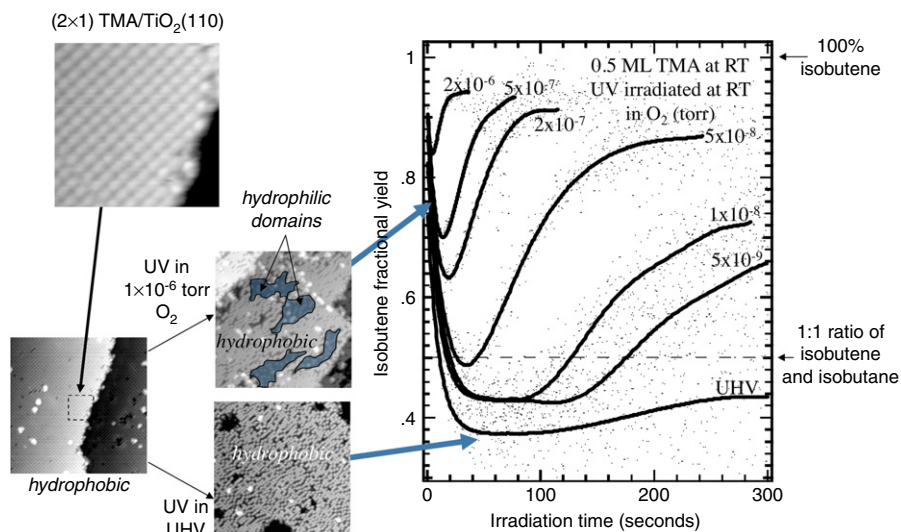 (2×1) TMA/TiO2(110)
hydrophilic
domains
UV in
1×10-6 torr
O2
hydrophobic
hydrophobic
hydrophobic
UV in
UHV
Isobutene fractional yield
1
.8
.6
.4
0.5 ML TMA at RT
UV irradiated at RT
in O2 (torr)
2x10-6
5x10-7
2x10-7
5x10-8
1x10-8
5x10-9
UHV
0
100
200
300
Irradiation time (seconds)
100%
isobutene
1:1 ratio of
isobutene
and isobutane